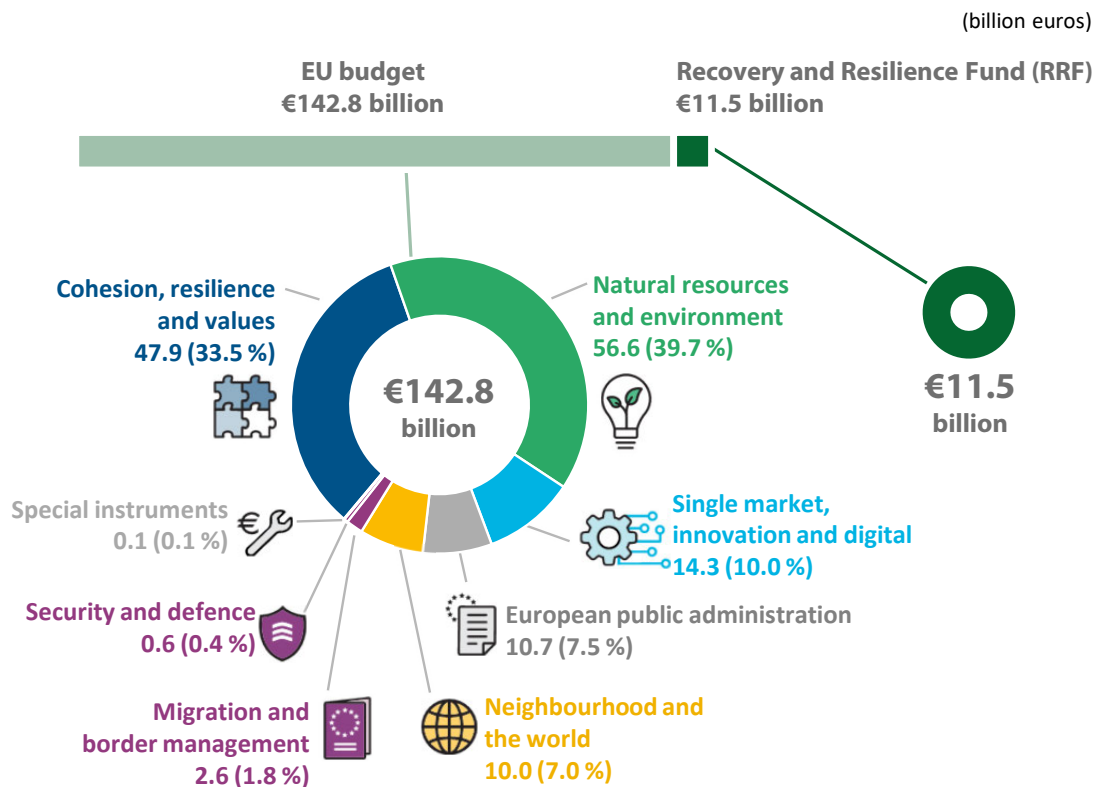 (billion euros)
EU budget
€142.8 billion
Recovery and Resilience Fund (RRF)
€11.5 billion
Cohesion, resilience
and values
47.9 (33.5 %)
Natural resources
and environment
56.6 (39.7 %)
€142.8
billion
€11.5
billion
Special instruments
0.1 (0.1 %)
€
Single market,
innovation and digital
14.3 (10.0 %)
Security and defence
0.6 (0.4 %)
European public administration
10.7 (7.5 %)
Migration and
border management
2.6 (1.8 %)
Neighbourhood and
the world
10.0 (7.0 %)